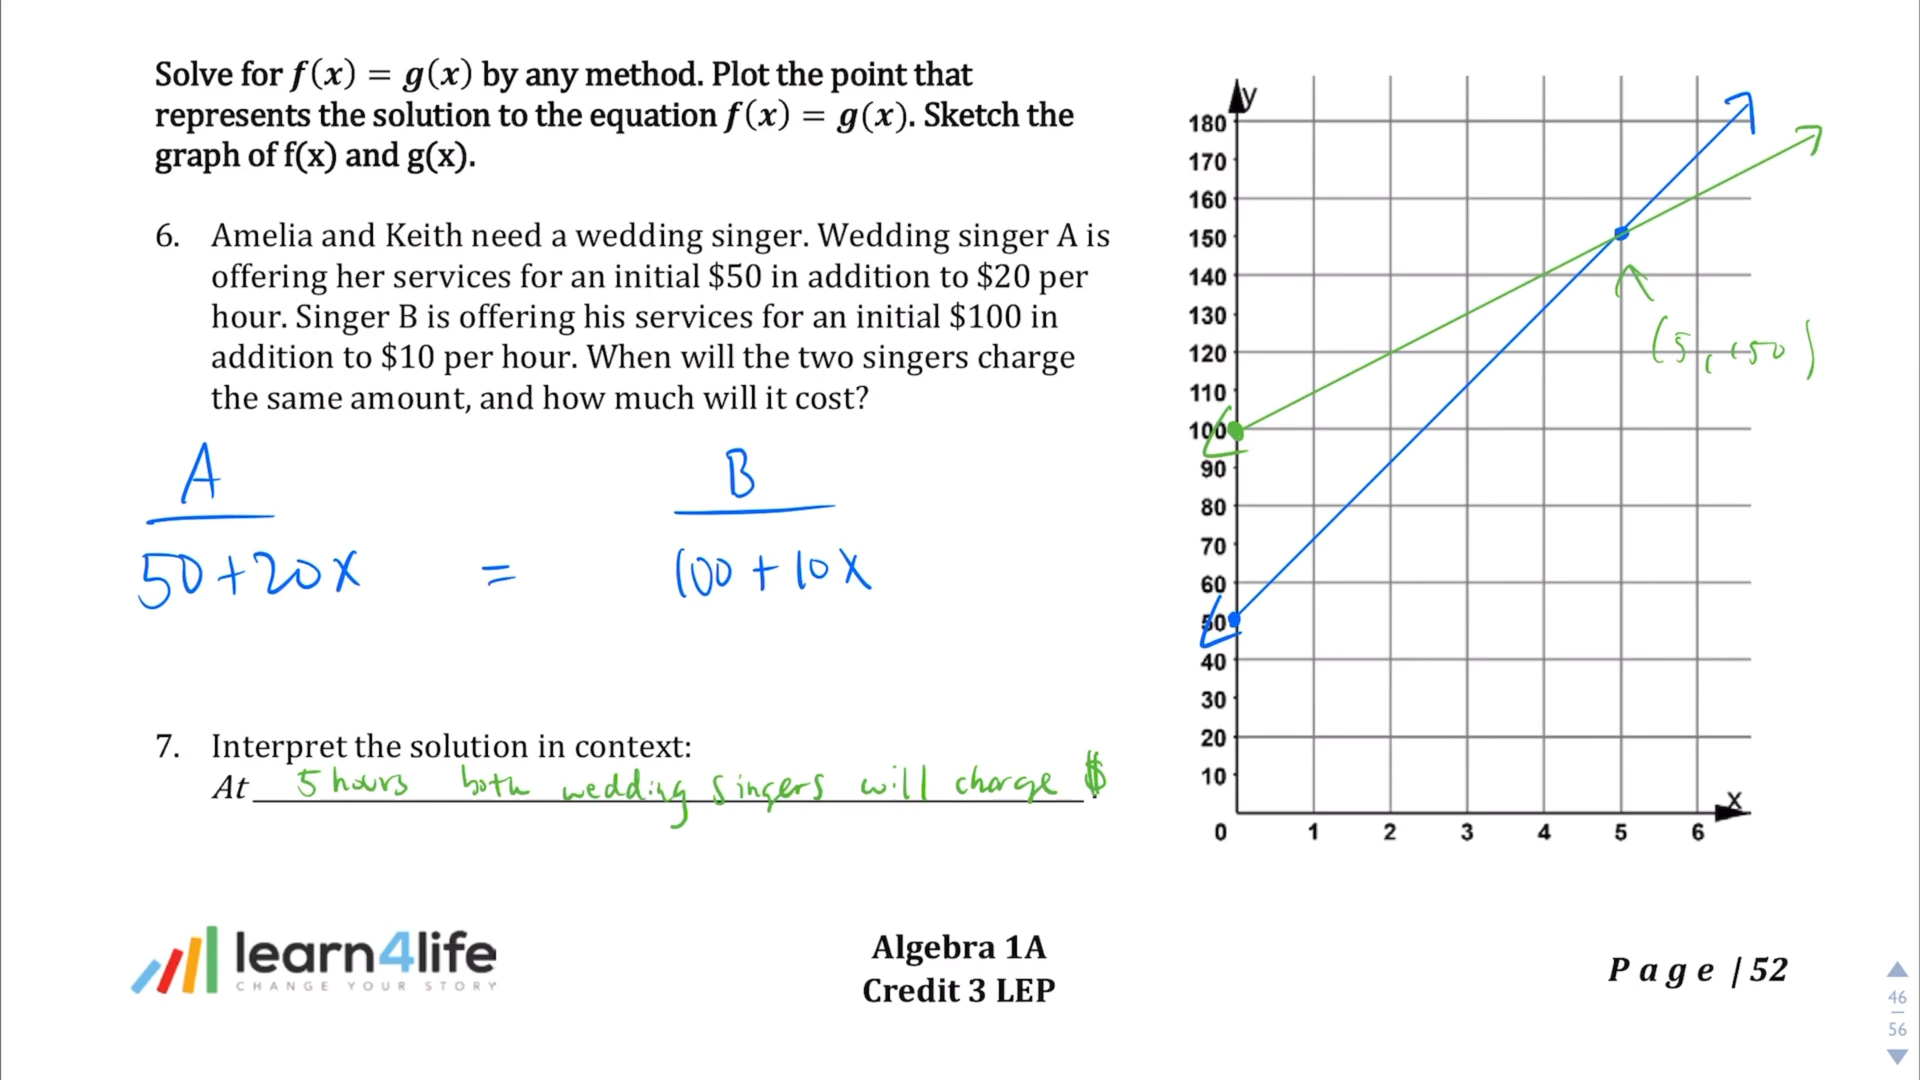 Solve for f(x) = g(x) by any method. Plot the point that
represents the solution to the equation f(x) = g(x). Sketch the
graph of f(x) and g(x).
6. Amelia and Keith need a wedding singer. Wedding singer A is
offering her services for an initial $50 in addition to $20 per
hour. Singer B is offering his services for an initial $100 in
addition to $10 per hour. When will the two singers charge
the same amount, and how much will it cost?
A B
50+20x = 100+10x
7. Interpret the solution in context:
At 5 hours both wedding singers will charge $.
y
180
170
160
150
140
130
120
110
100
90
80
70
60
50
40
30
20
10
0 1 2 3 4 5 6
x
(5, 150)
learn4life
CHANGE YOUR STORY
Algebra 1A
Credit 3 LEP
Page | 52
46
56